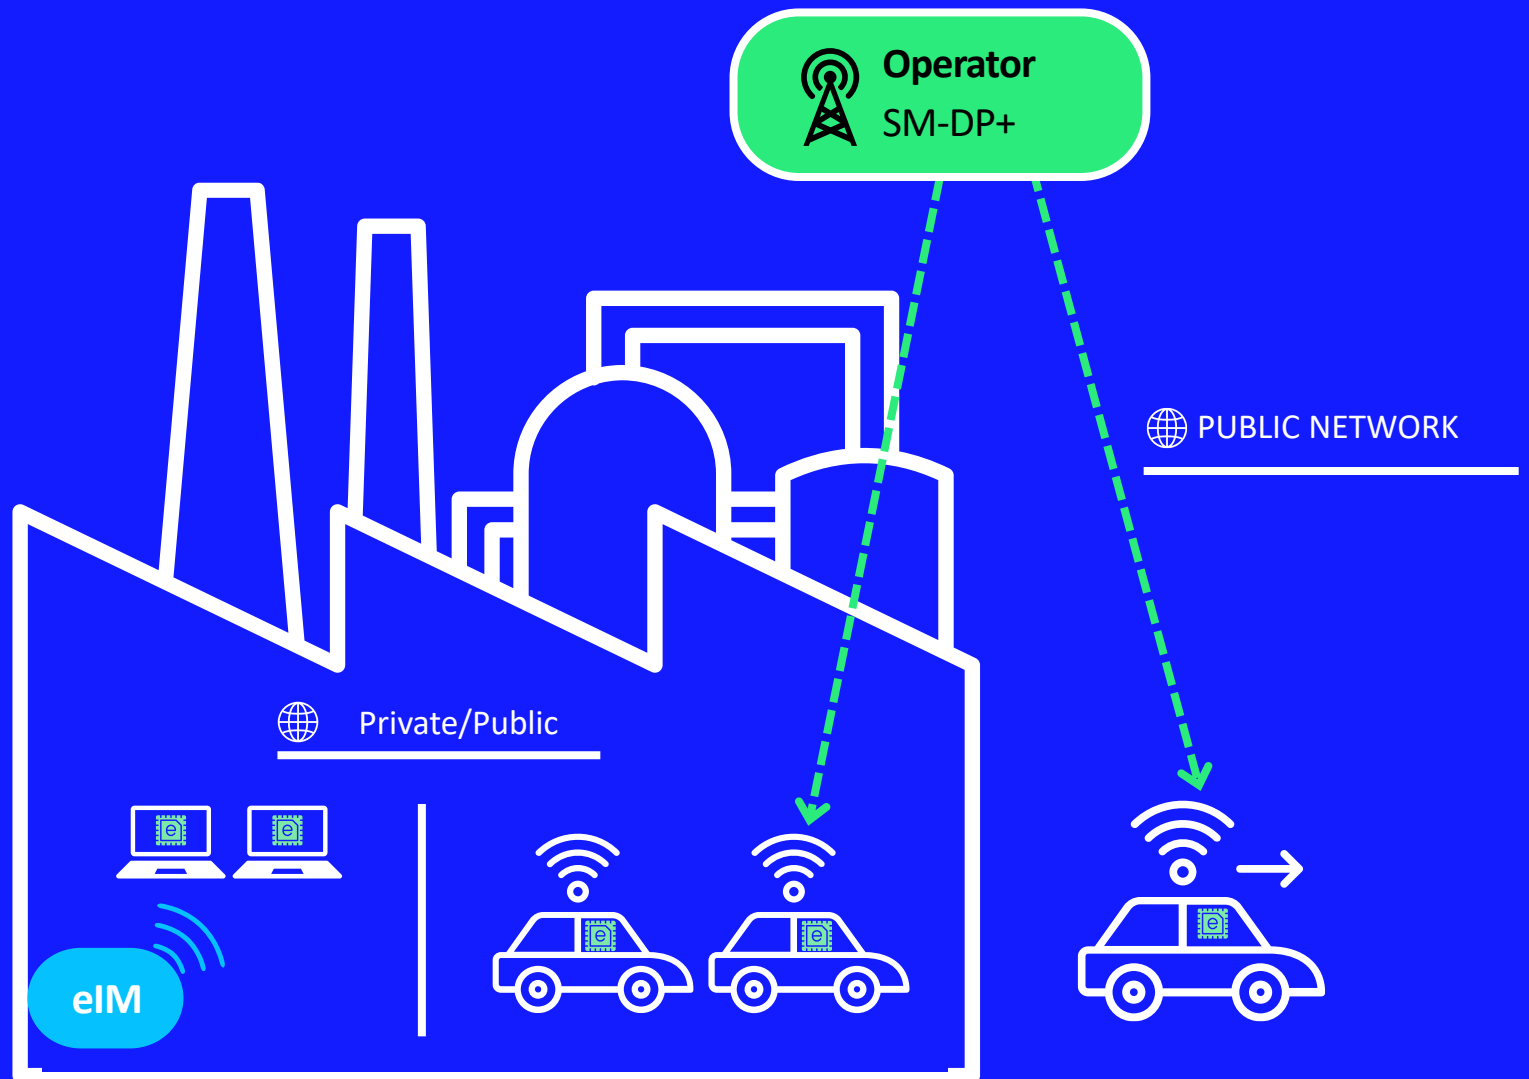 Operator
SM-DP+
PUBLIC NETWORK
Private/Public
e
e
e
e
e
eIM